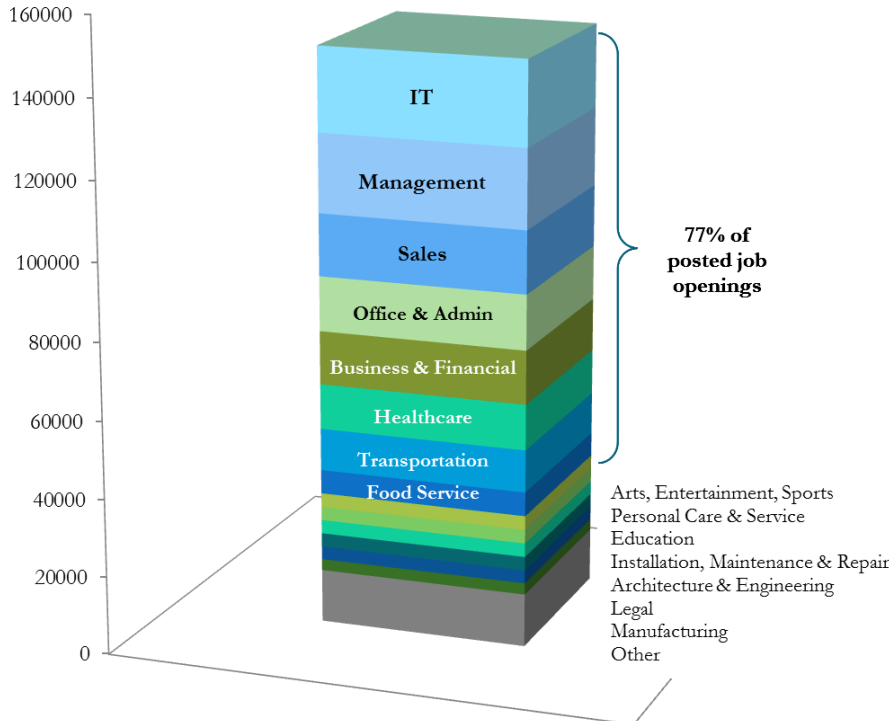 160000
140000
120000
100000
80000
60000
40000
20000
0
IT
Management
Sales
Office & Admin
Business & Financial
Healthcare
Transportation
Food Service
77% of
posted job
openings
Arts, Entertainment, Sports
Personal Care & Service
Education
Installation, Maintenance & Repair
Architecture & Engineering
Legal
Manufacturing
Other